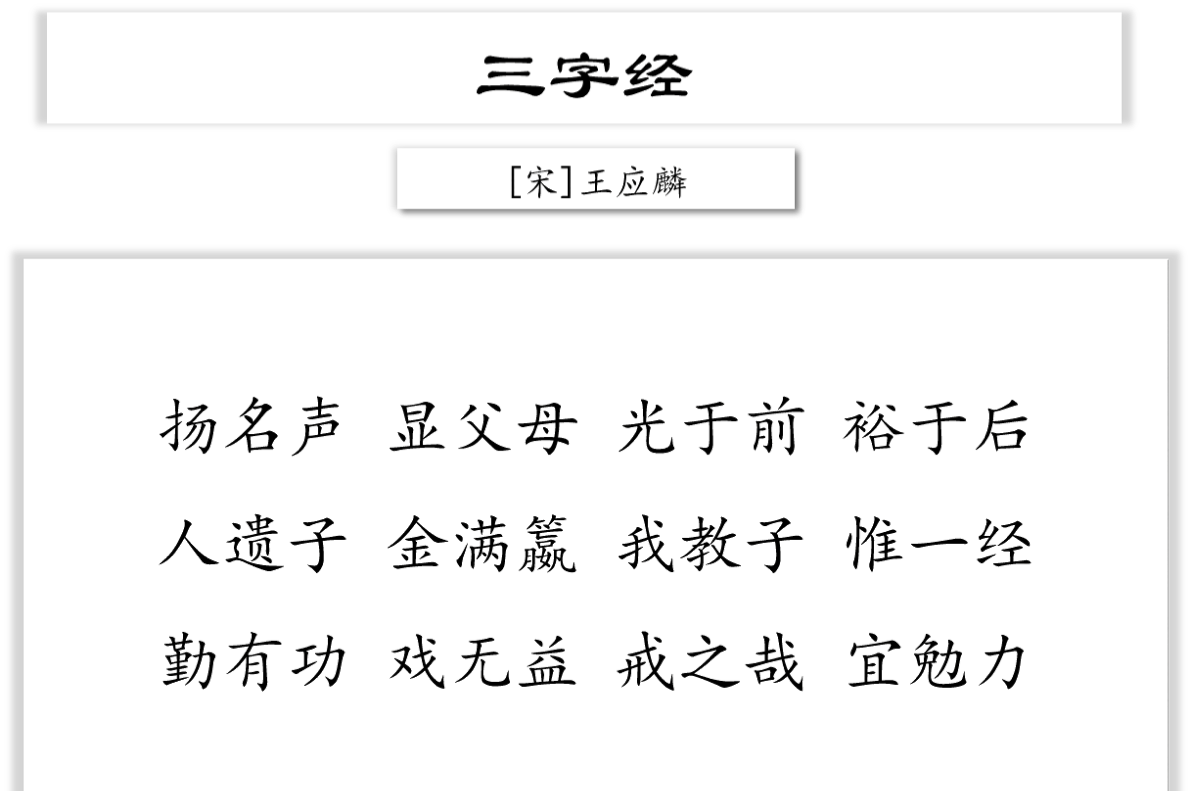 三字经
[宋]王应麟
扬名声 显父母 光于前 裕于后
人遗子 金满籯 我教子 惟一经
勤有功 戏无益 戒之哉 宜勉力